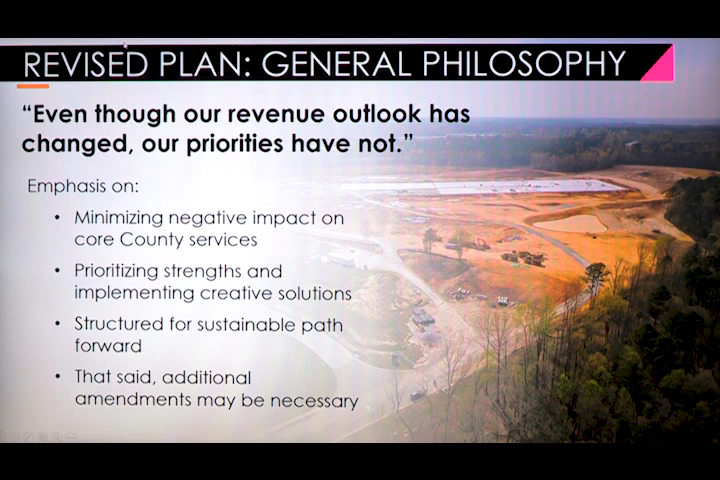 REVISED PLAN: GENERAL PHILOSOPHY
“Even though our revenue outlook has
changed, our priorities have not.”
Emphasis on:
• Minimizing negative impact on
core County services
• Prioritizing strengths and
implementing creative solutions
• Structured for sustainable path
forward
• That said, additional
amendments may be necessary